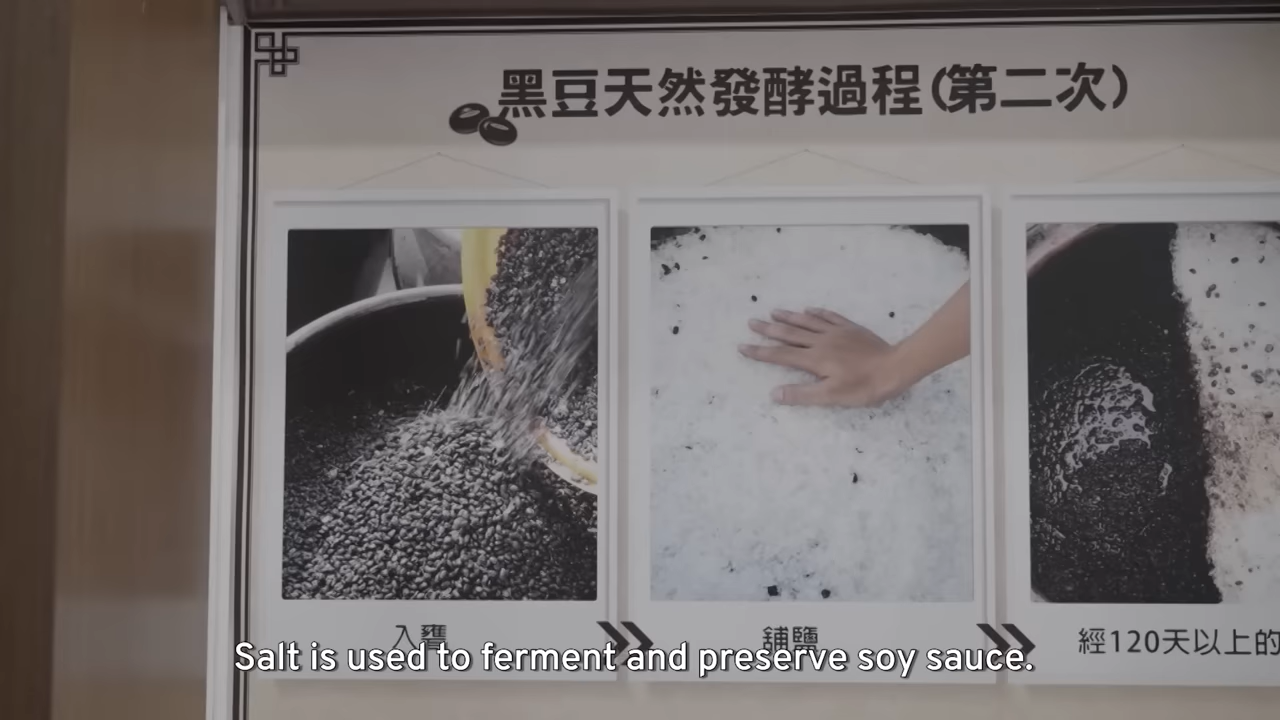 黑豆天然發酵過程(第二次)
入甕
舖鹽
經120天以上的
Salt is used to ferment and preserve soy sauce.